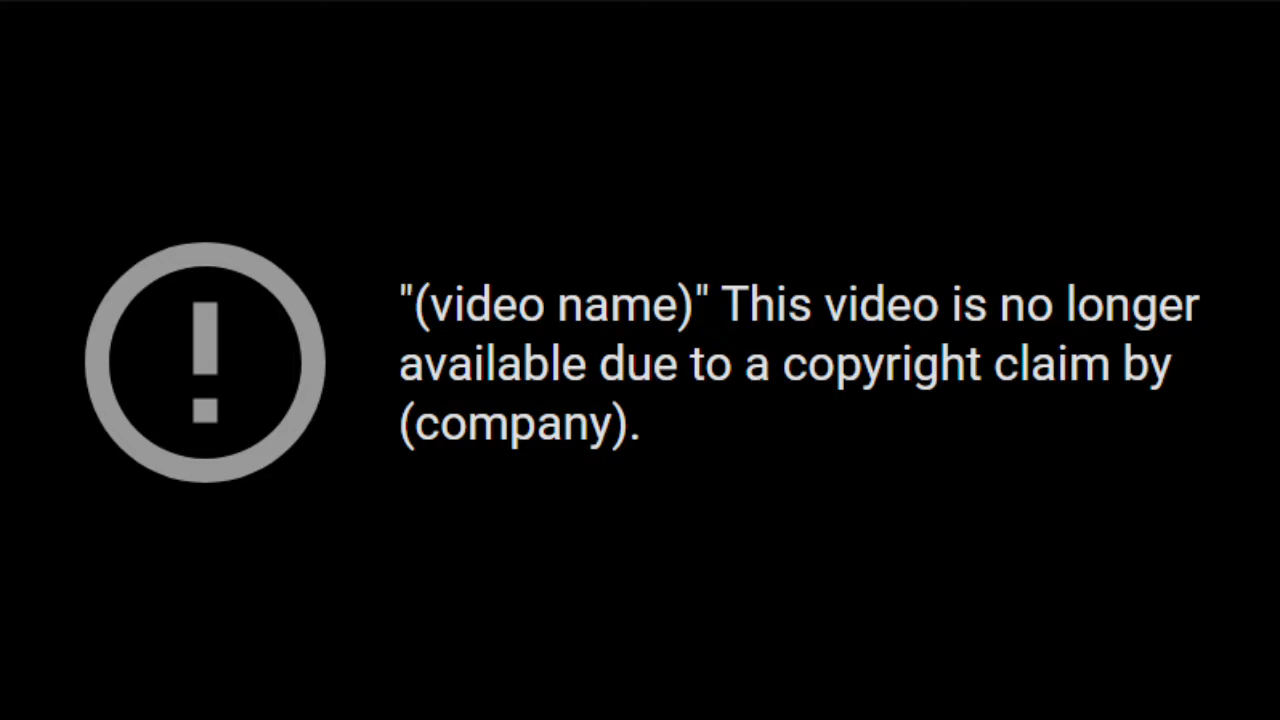 "(video name)" This video is no longer
available due to a copyright claim by
(company).